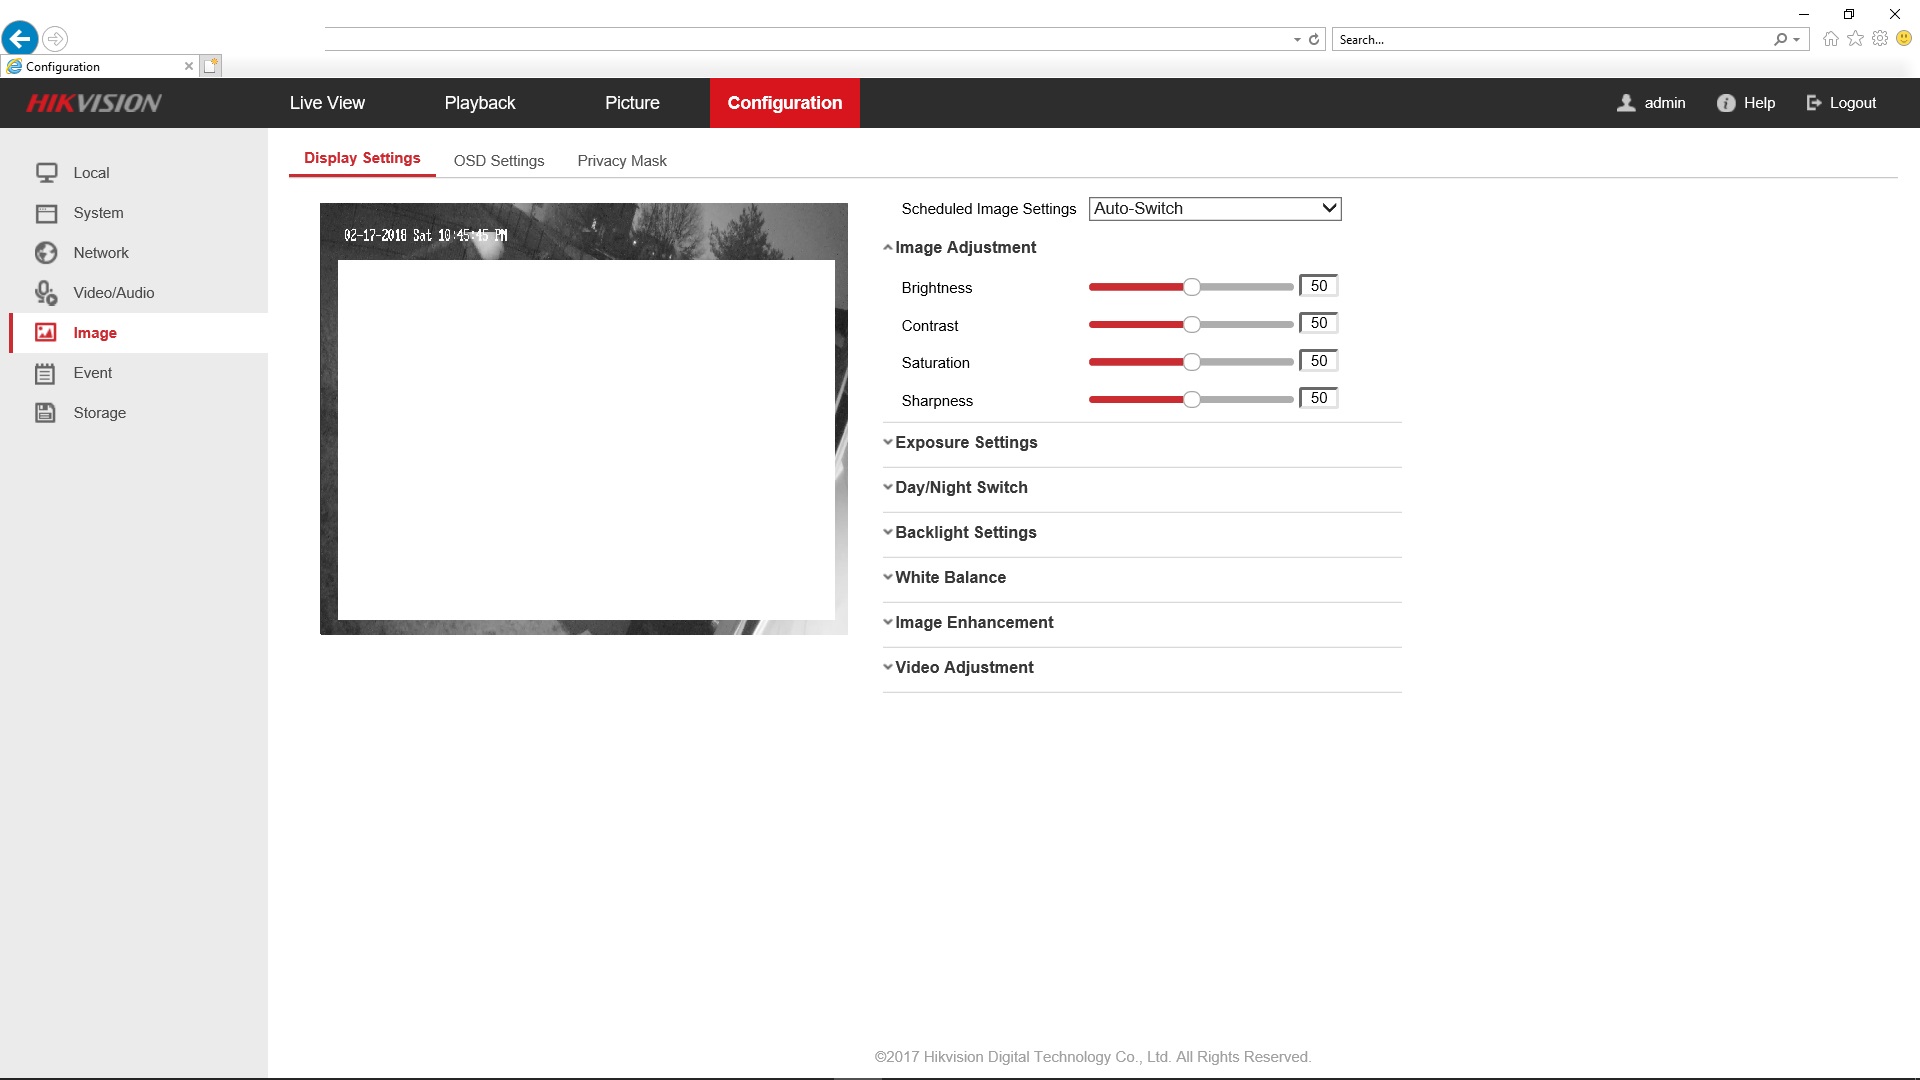 Search...
Configuration
HIKVISION
Live View
Playback
Picture
Configuration
admin
Help
Logout
Local
System
Network
Video/Audio
Image
Event
Storage
Display Settings
OSD Settings
Privacy Mask
02-17-2018 Sat 10:45:45 PM
Scheduled Image Settings
Auto-Switch
Image Adjustment
Brightness
50
Contrast
50
Saturation
50
Sharpness
50
Exposure Settings
Day/Night Switch
Backlight Settings
White Balance
Image Enhancement
Video Adjustment
©2017 Hikvision Digital Technology Co., Ltd. All Rights Reserved.